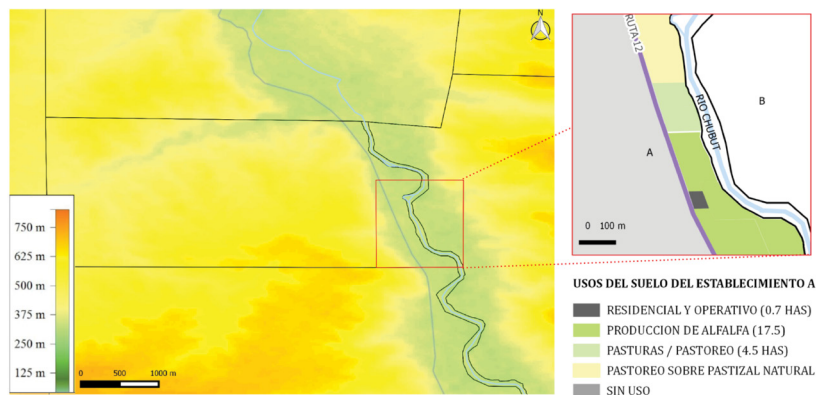 N
750 m
625 m
500 m
375 m
250 m
125 m
0 500 1000 m
RUTA 12
RIO CHUBUT
B
A
0 100 m
USOS DEL SUELO DEL ESTABLECIMIENTO A
RESIDENCIAL Y OPERATIVO (0.7 HAS)
PRODUCCION DE ALFALFA (17.5)
PASTURAS / PASTOREO (4.5 HAS)
PASTOREO SOBRE PASTIZAL NATURAL
SIN USO